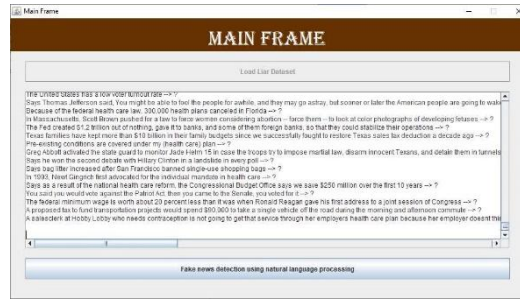 Main Frame
MAIN FRAME
Load Liar Dataset
The United States has a low voter turnout rate --> ?
Says Thomas Jefferson said, You might be able to fool the people for awhile, and they may go astray, but sooner or later the American people are going to wake
Because of the federal health care law, 300,000 health plans canceled in Florida --> ?
In Massachusetts, Scott Brown pushed for a law to force women considering abortion -- force them -- to look at color photographs of developing fetuses --> ?
The Fed created $1.2 trillion out of nothing, gave it to banks, and some of them foreign banks, so that they could stabilize their operations --> ?
Texas families have kept more than $10 billion in their family budgets since we successfully fought to restore Texas sales tax deduction a decade ago --> ?
Pre-existing conditions are covered under my (health care) plan --> ?
Greg Abbott activated the state guard to monitor Jade Helm 15 in case the troops try to impose martial law, disarm innocent Texans, and detain them in tunnels
Says he won the second debate with Hillary Clinton in a landslide in every poll --> ?
Says bag litter increased after San Francisco banned single-use shopping bags --> ?
In 1993, Newt Gingrich first advocated for the individual mandate in health care --> ?
Says as a result of the national health care reform, the Congressional Budget Office says we save $250 million over the first 10 years --> ?
You said you would vote against the Patriot Act, then you came to the Senate, you voted for it --> ?
The federal minimum wage is worth about 20 percent less than it was when Ronald Reagan gave his first address to a joint session of Congress --> ?
A proposed tax to fund transportation projects would spend $90,000 to take a single vehicle off the road during the morning and afternoon commute --> ?
A salesclerk at Hobby Lobby who needs contraception is not going to get that service through her employers health care plan because her employer doesnt thin
Fake news detection using natural language processing